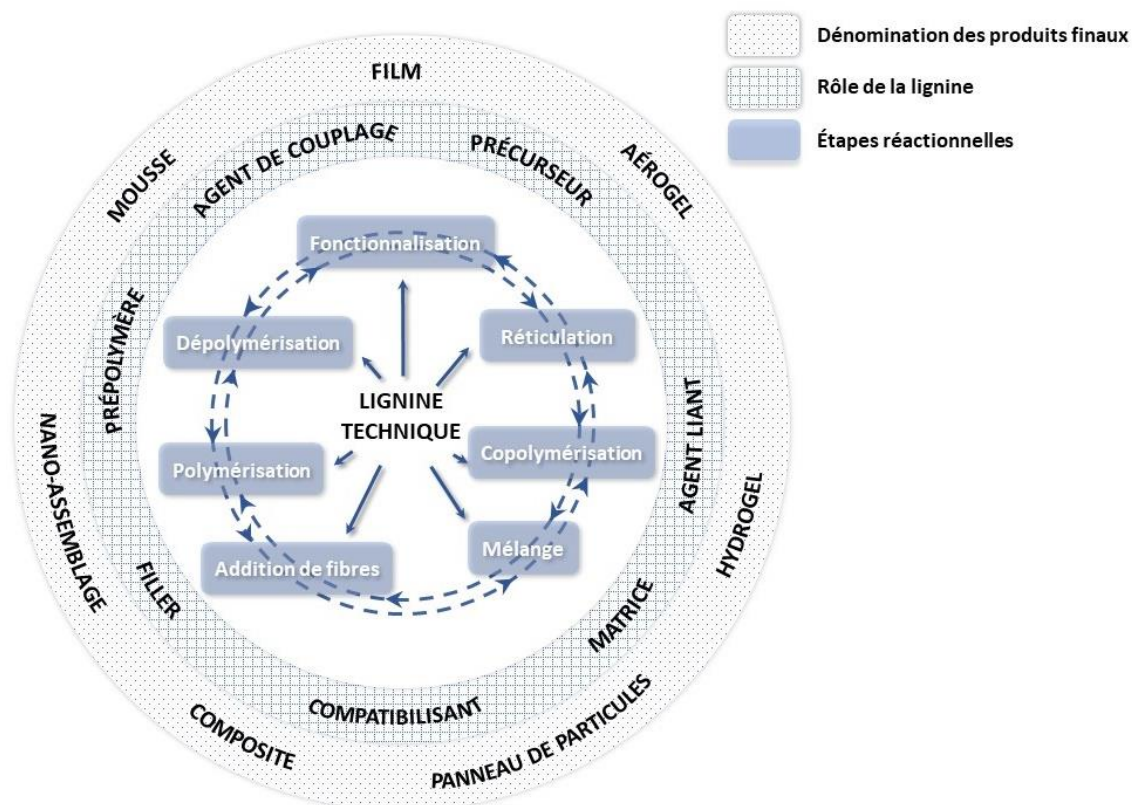 Dénomination des produits finaux
Rôle de la lignine
Étapes réactionnelles
FILM
AÉROGEL
HYDROGEL
PANNEAU DE PARTICULES
COMPOSITE
NANO-ASSEMBLAGE
MOUSSE
AGENT DE COUPLAGE
PRÉCURSEUR
AGENT LIANT
MATRICE
COMPATIBILISANT
FILLER
PRÉPOLYMÈRE
Fonctionnalisation
Réticulation
Copolymérisation
Mélange
Addition de fibres
Polymérisation
Dépolymérisation
LIGNINE
TECHNIQUE